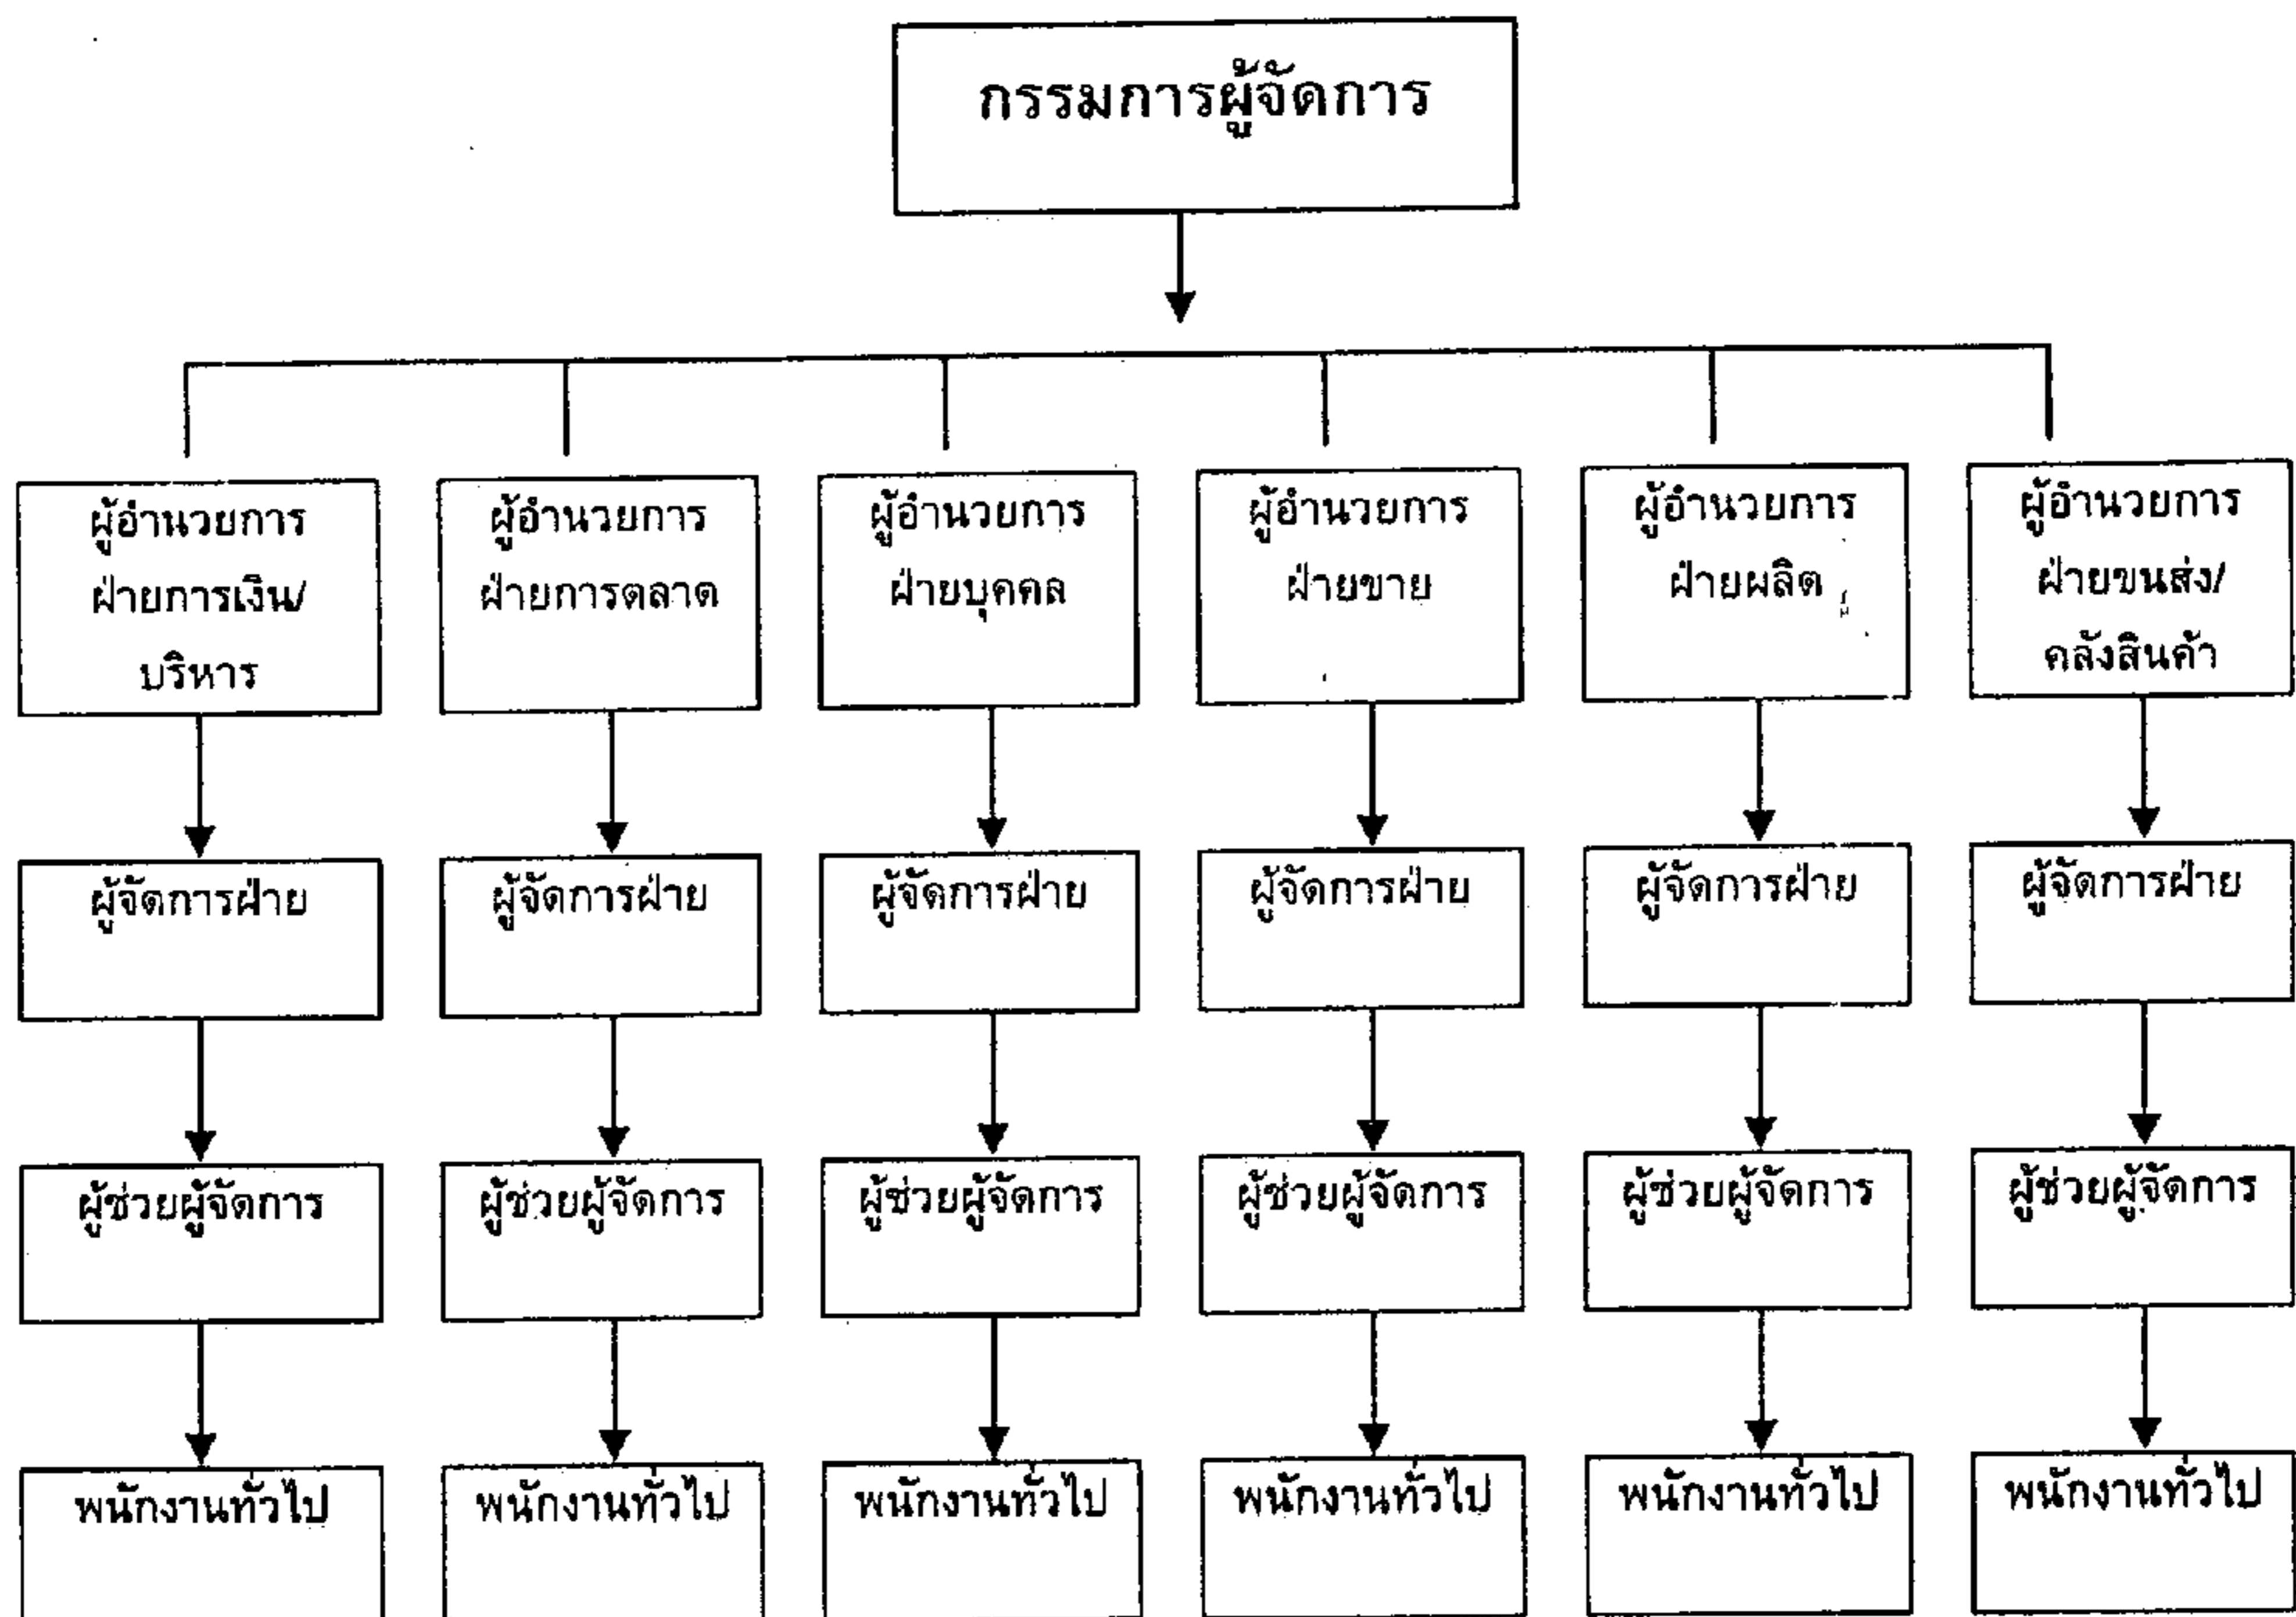 กรรมการผู้จัดการ
ผู้อำนวยการ
ฝ่ายการเงิน/
บริหาร
ผู้อำนวยการ
ฝ่ายการตลาด
ผู้อำนวยการ
ฝ่ายบุคคล
ผู้อำนวยการ
ฝ่ายขาย
ผู้อำนวยการ
ฝ่ายผลิต
ผู้อำนวยการ
ฝ่ายขนส่ง/
คลังสินค้า
ผู้จัดการฝ่าย
ผู้จัดการฝ่าย
ผู้จัดการฝ่าย
ผู้จัดการฝ่าย
ผู้จัดการฝ่าย
ผู้จัดการฝ่าย
ผู้ช่วยผู้จัดการ
ผู้ช่วยผู้จัดการ
ผู้ช่วยผู้จัดการ
ผู้ช่วยผู้จัดการ
ผู้ช่วยผู้จัดการ
ผู้ช่วยผู้จัดการ
พนักงานทั่วไป
พนักงานทั่วไป
พนักงานทั่วไป
พนักงานทั่วไป
พนักงานทั่วไป
พนักงานทั่วไป